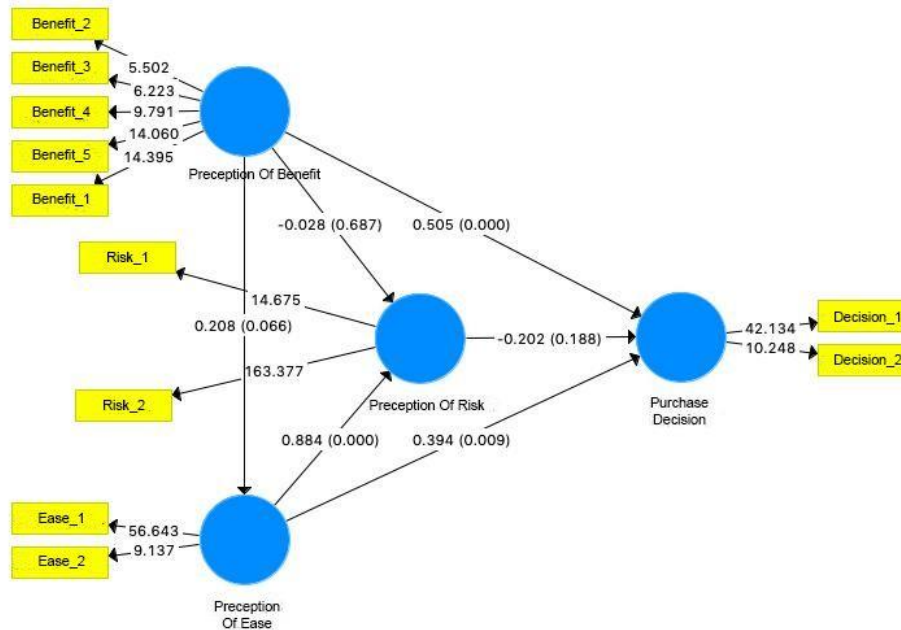 Benefit_2
5.502
Benefit_3
6.223
Benefit_4
9.791
14.060
Benefit_5
14.395
Benefit_1
Preception Of Benefit
-0.028 (0.687)
0.505 (0.000)
Risk_1
14.675
0.208 (0.066)
-0.202 (0.188)
42.134
Decision_1
10.248
Decision_2
163.377
Risk_2
Preception Of Risk
Purchase
Decision
0.884 (0.000)
0.394 (0.009)
Ease_1
56.643
9.137
Ease_2
Preception
Of Ease